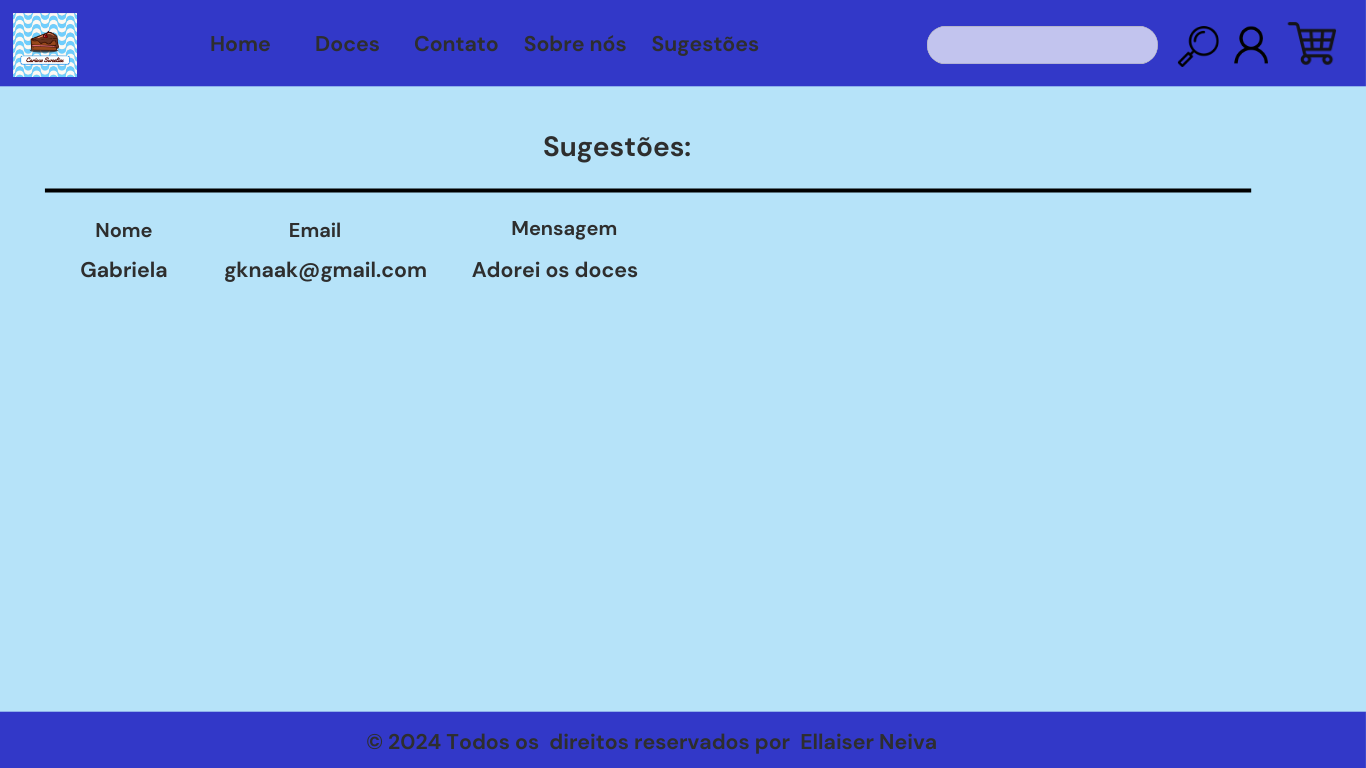 Home Doces Contato Sobre nós Sugestões
Carioca Sweeties
Sugestões:
Nome Email Mensagem
Gabriela gknaak@gmail.com Adorei os doces
© 2024 Todos os direitos reservados por Ellaiser Neiva